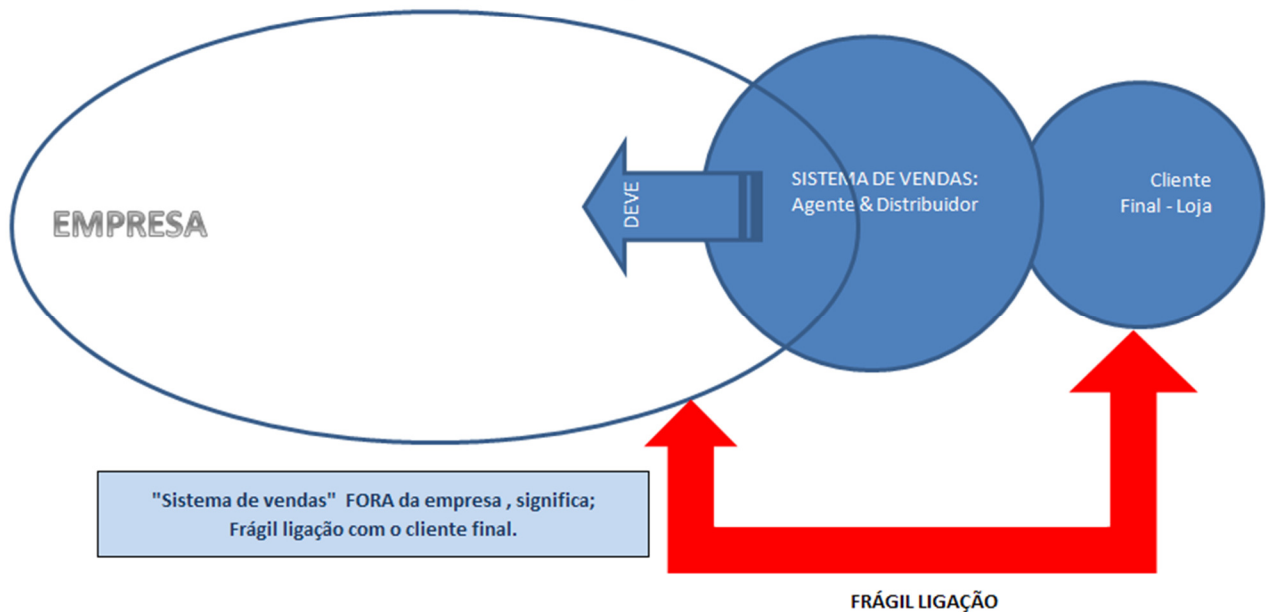 EMPRESA
DEVE
SISTEMA DE VENDAS:
Agente & Distribuidor
Cliente
Final - Loja
"Sistema de vendas" FORA da empresa , significa;
Frágil ligação com o cliente final.
FRÁGIL LIGAÇÃO